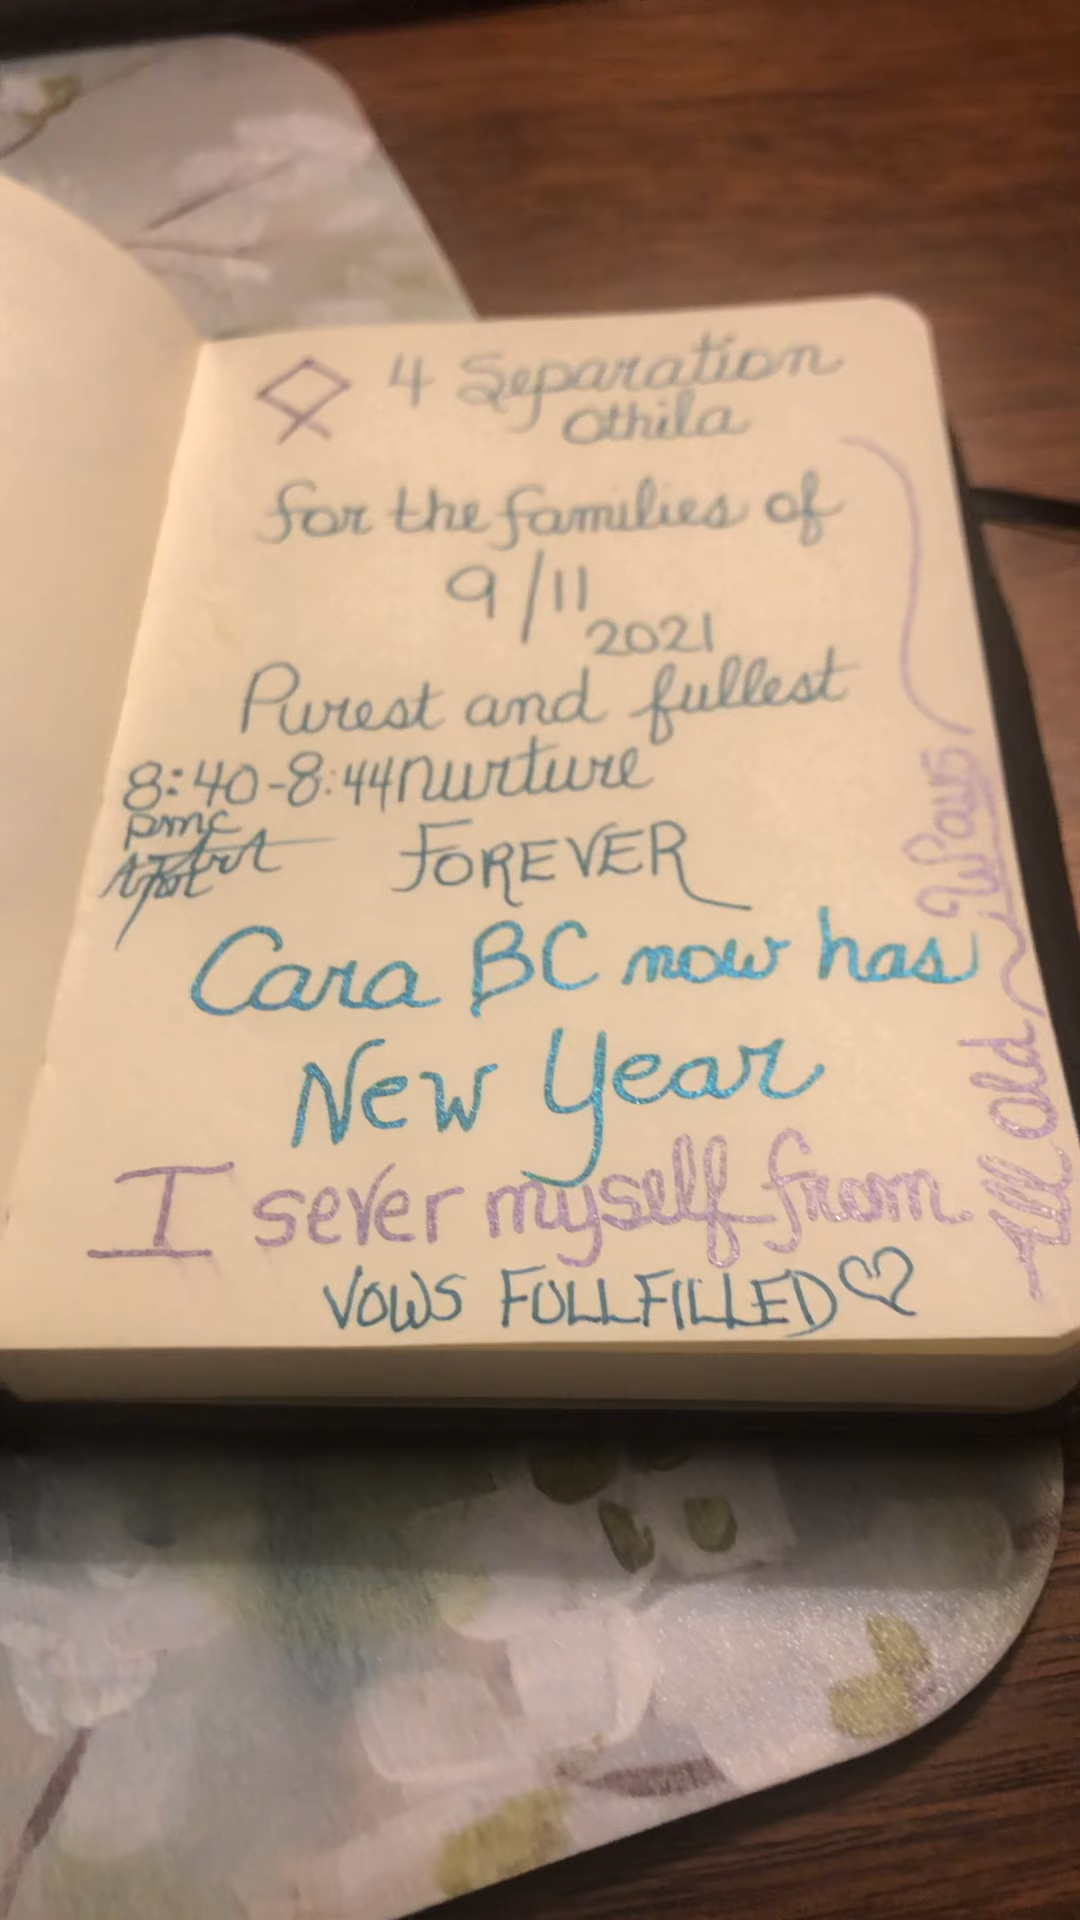 4 Separation
Othila
for the families of
9/11
2021
Purest and fullest
8:40-8:44 nurture
pmc
FOREVER
Cara BC now has
New Year
I sever myself from
All old
Ways
VOWS FULLFILLED